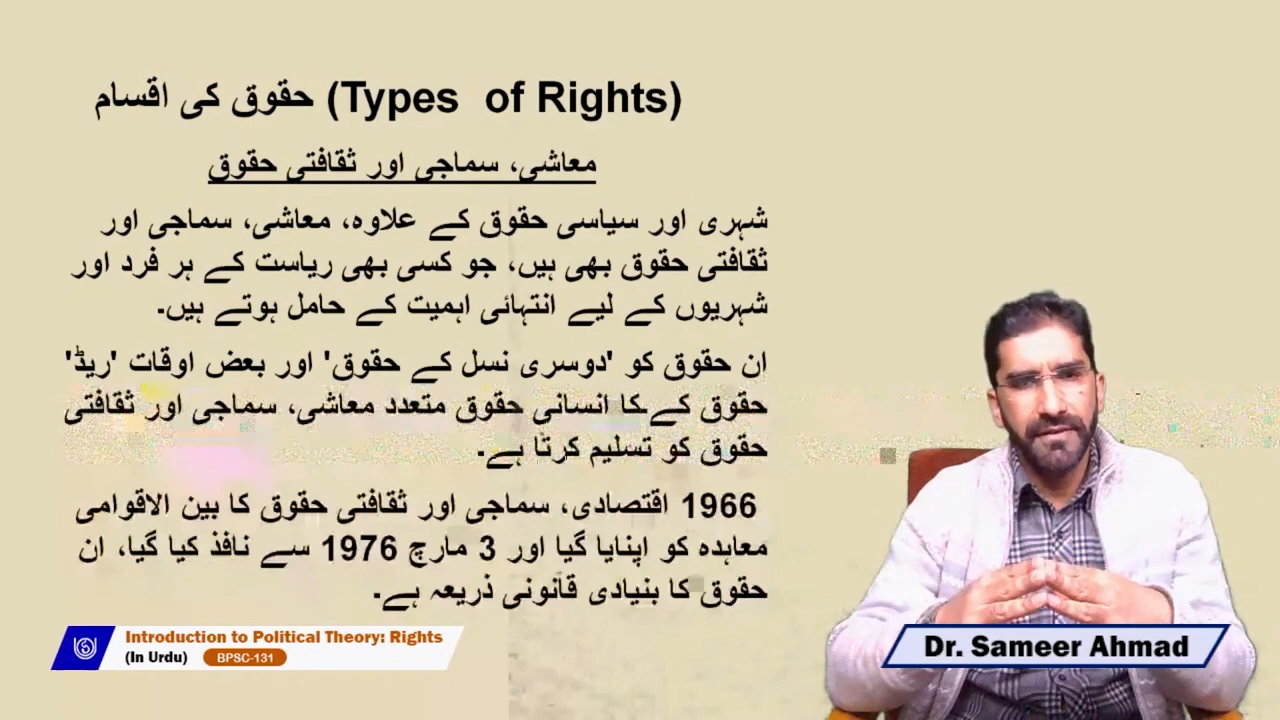 حقوق کی اقسام (Types of Rights)
معاشی، سماجی اور ثقافتی حقوق
شہری اور سیاسی حقوق کے علاوہ، معاشی، سماجی اور
ثقافتی حقوق بھی ہیں، جو کسی بھی ریاست کے ہر فرد اور
شہریوں کے لیے انتہائی اہمیت کے حامل ہوتے ہیں۔
ان حقوق کو 'دوسری نسل کے حقوق' اور بعض اوقات 'ریڈ'
حقوق کے کا انسانی حقوق متعدد معاشی، سماجی اور ثقافتی
حقوق کو تسلیم کرتا ہے۔
1966 اقتصادی، سماجی اور ثقافتی حقوق کا بین الاقوامی
معاہدہ کو اپنایا گیا اور 3 مارچ 1976 سے نافذ کیا گیا، ان
حقوق کا بنیادی قانونی ذریعہ ہے۔
Introduction to Political Theory: Rights
(In Urdu) BPSC-131
Dr. Sameer Ahmad